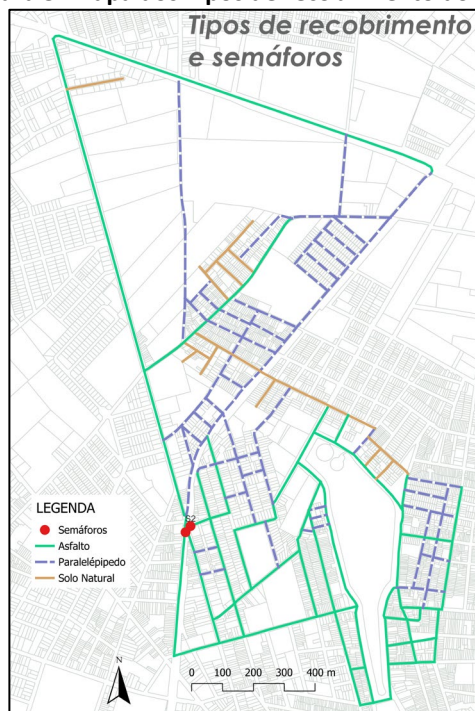 Tipos de recobrimento
e semáforos
S2
LEGENDA
Semáforos
Asfalto
Paralelépipedo
Solo Natural
N
0 100 200 300 400 m